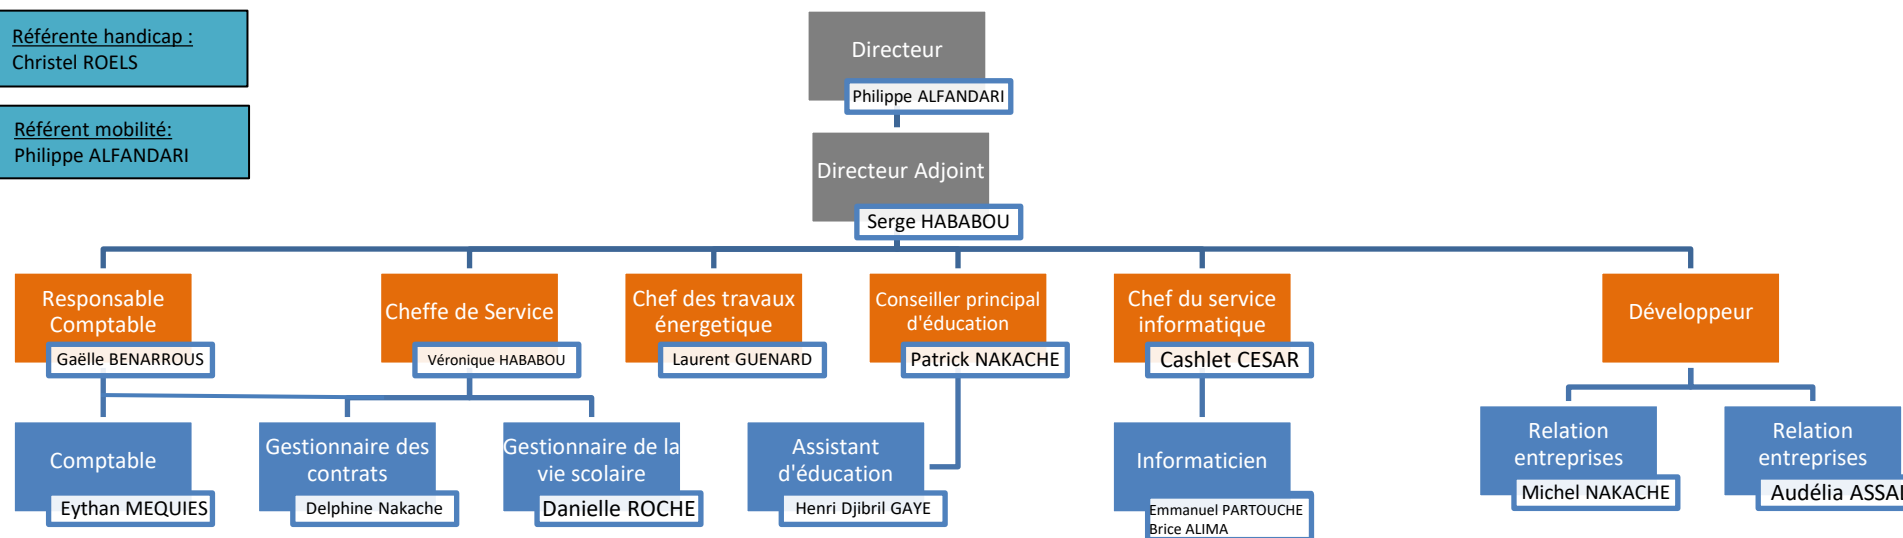 Référente handicap :
Christel ROELS
Référent mobilité:
Philippe ALFANDARI
Directeur
Philippe ALFANDARI
Directeur Adjoint
Serge HABABOU
Responsable
Comptable
Gaëlle BENARROUS
Cheffe de Service
Véronique HABABOU
Chef des travaux
énergetique
Laurent GUENARD
Conseiller principal
d'éducation
Patrick NAKACHE
Chef du service
informatique
Cashlet CESAR
Développeur
Comptable
Eythan MEQUIES
Gestionnaire des
contrats
Delphine Nakache
Gestionnaire de la
vie scolaire
Danielle ROCHE
Assistant
d'éducation
Henri Djibril GAYE
Informaticien
Emmanuel PARTOUCHE
Brice ALIMA
Relation
entreprises
Michel NAKACHE
Relation
entreprises
Audélia